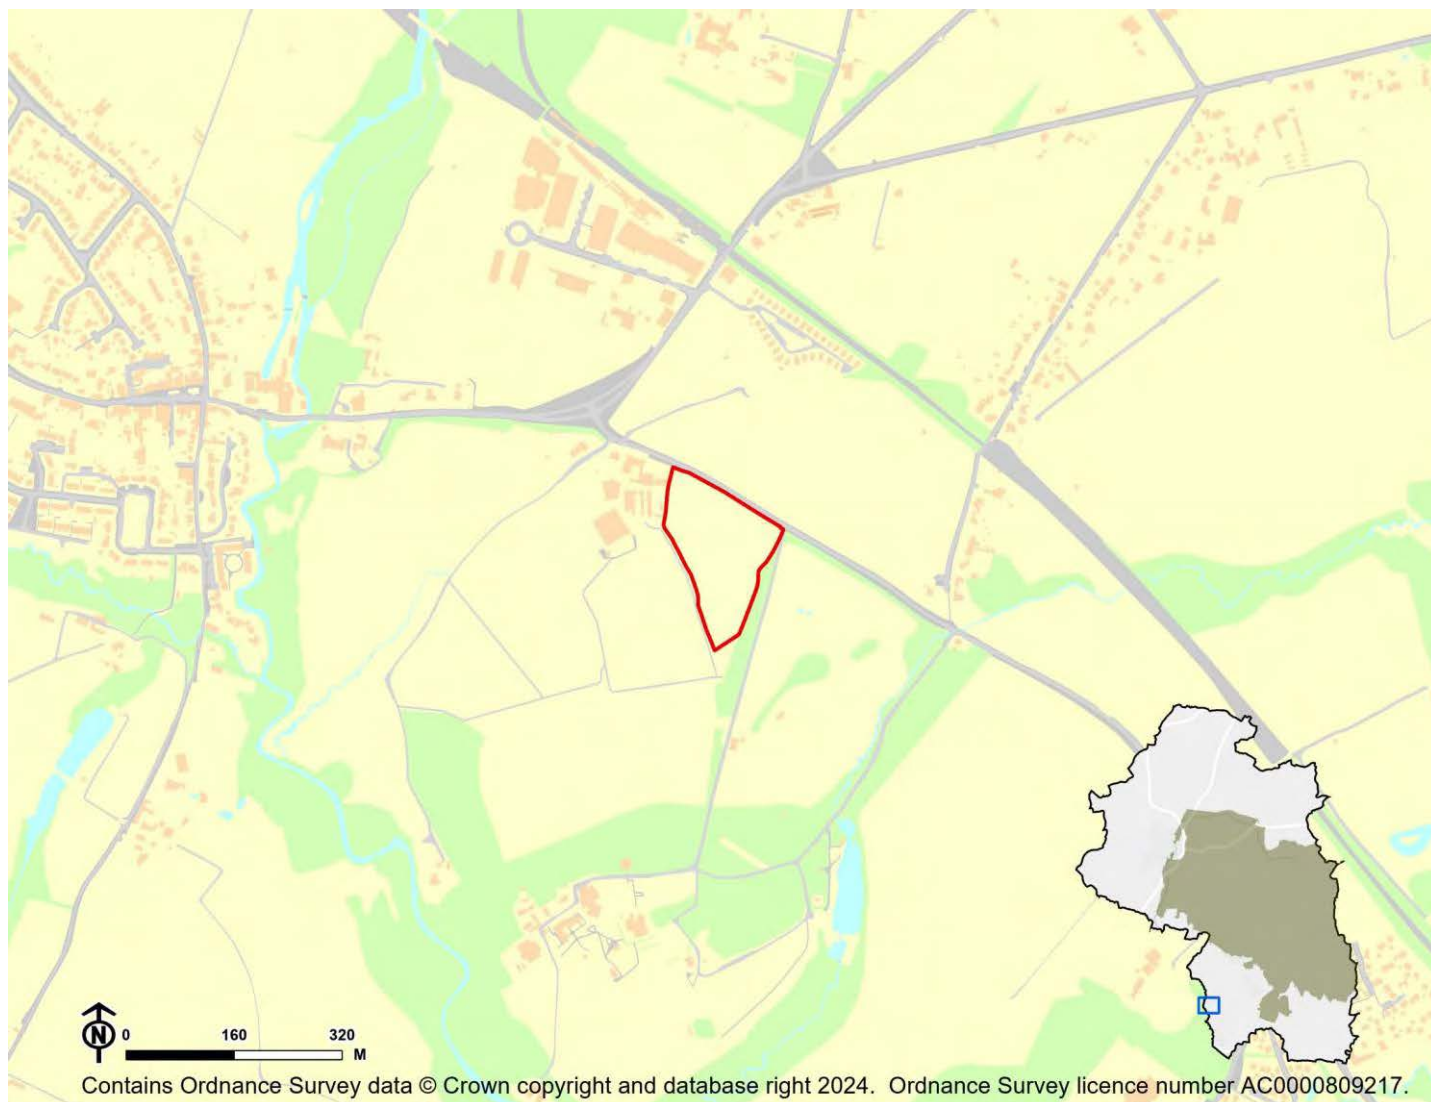 N
0 160 320
M
Contains Ordnance Survey data © Crown copyright and database right 2024. Ordnance Survey licence number AC0000809217.